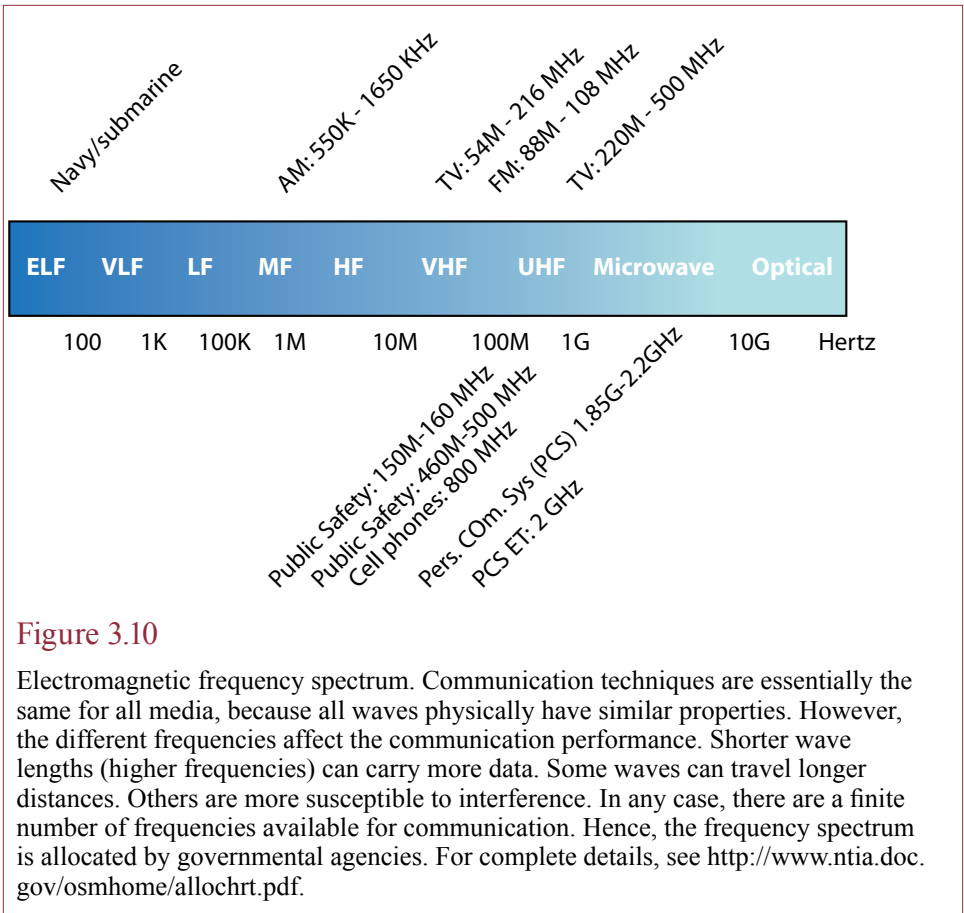 Navy/submarine
AM: 550K - 1650 KHz
TV: 54M - 216 MHz
FM: 88M - 108 MHz
TV: 220M - 500 MHz
ELF VLF LF MF HF VHF UHF Microwave Optical
100 1K 100K 1M 10M 100M 1G 10G Hertz
Public Safety: 150M-160 MHz
Public Safety: 460M-500 MHz
Cell phones: 800 MHz
Pers. COm. Sys (PCS) 1.85G-2.2GHz
PCS ET: 2 GHz
Figure 3.10
Electromagnetic frequency spectrum. Communication techniques are essentially the
same for all media, because all waves physically have similar properties. However,
the different frequencies affect the communication performance. Shorter wave
lengths (higher frequencies) can carry more data. Some waves can travel longer
distances. Others are more susceptible to interference. In any case, there are a finite
number of frequencies available for communication. Hence, the frequency spectrum
is allocated by governmental agencies. For complete details, see http://www.ntia.doc.
gov/osmhome/allochrt.pdf.